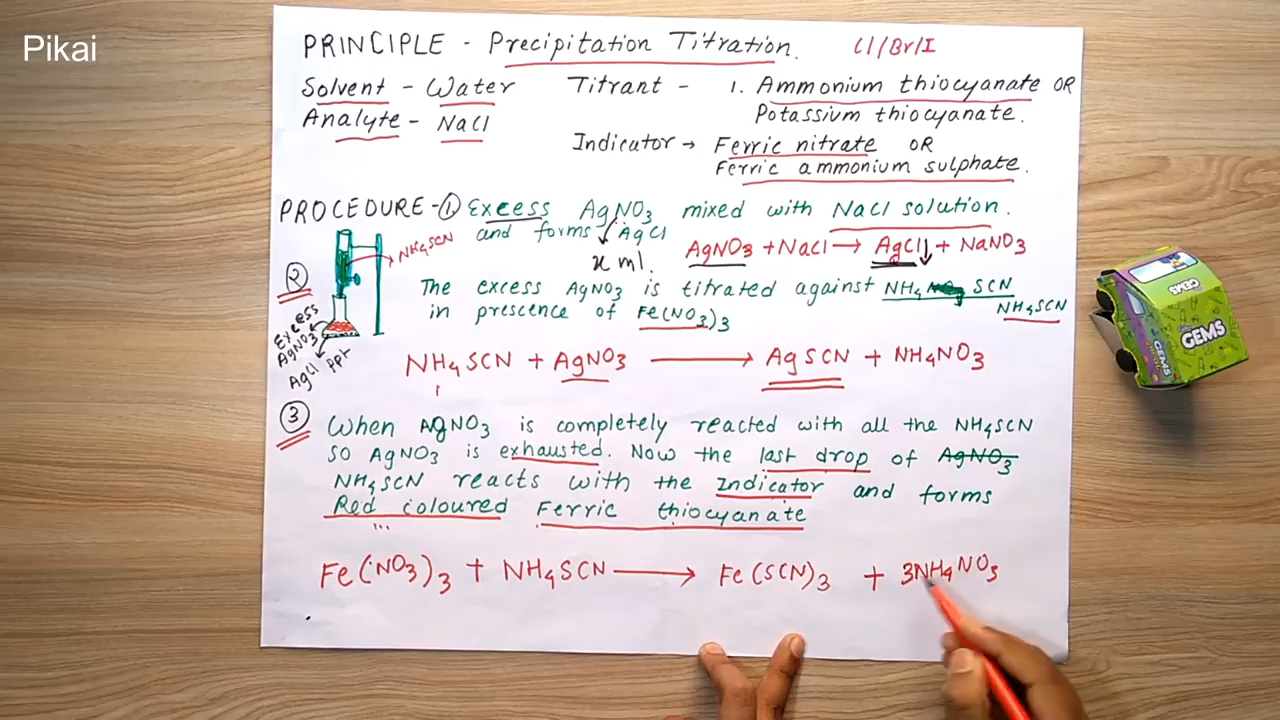 Pikai
PRINCIPLE - Precipitation Titration. Cl/Br/I
Solvent - Water Titrant - 1. Ammonium thiocyanate OR
Potassium thiocyanate.
Analyte - NaCl
Indicator → Ferric nitrate OR
Ferric ammonium sulphate.
PROCEDURE - ① Excess AgNO3 mixed with NaCl solution.
and forms AgCl
x ml.
AgNO3 + NaCl → AgCl↓ + NaNO3
NH4SCN
②
The excess AgNO3 is titrated against NH4 SCN
NH4SCN
in prescence of Fe(NO3)3
Excess
AgNO3
AgCl ppt
NH4SCN + AgNO3 → AgSCN + NH4NO3
③ When AgNO3 is completely reacted with all the NH4SCN
so AgNO3 is exhausted. Now the last drop of AgNO3
NH4SCN reacts with the Indicator and forms
Red coloured Ferric thiocyanate
Fe(NO3)3 + NH4SCN → Fe(SCN)3 + 3NH4NO3
GEMS
GEMS
GEMS